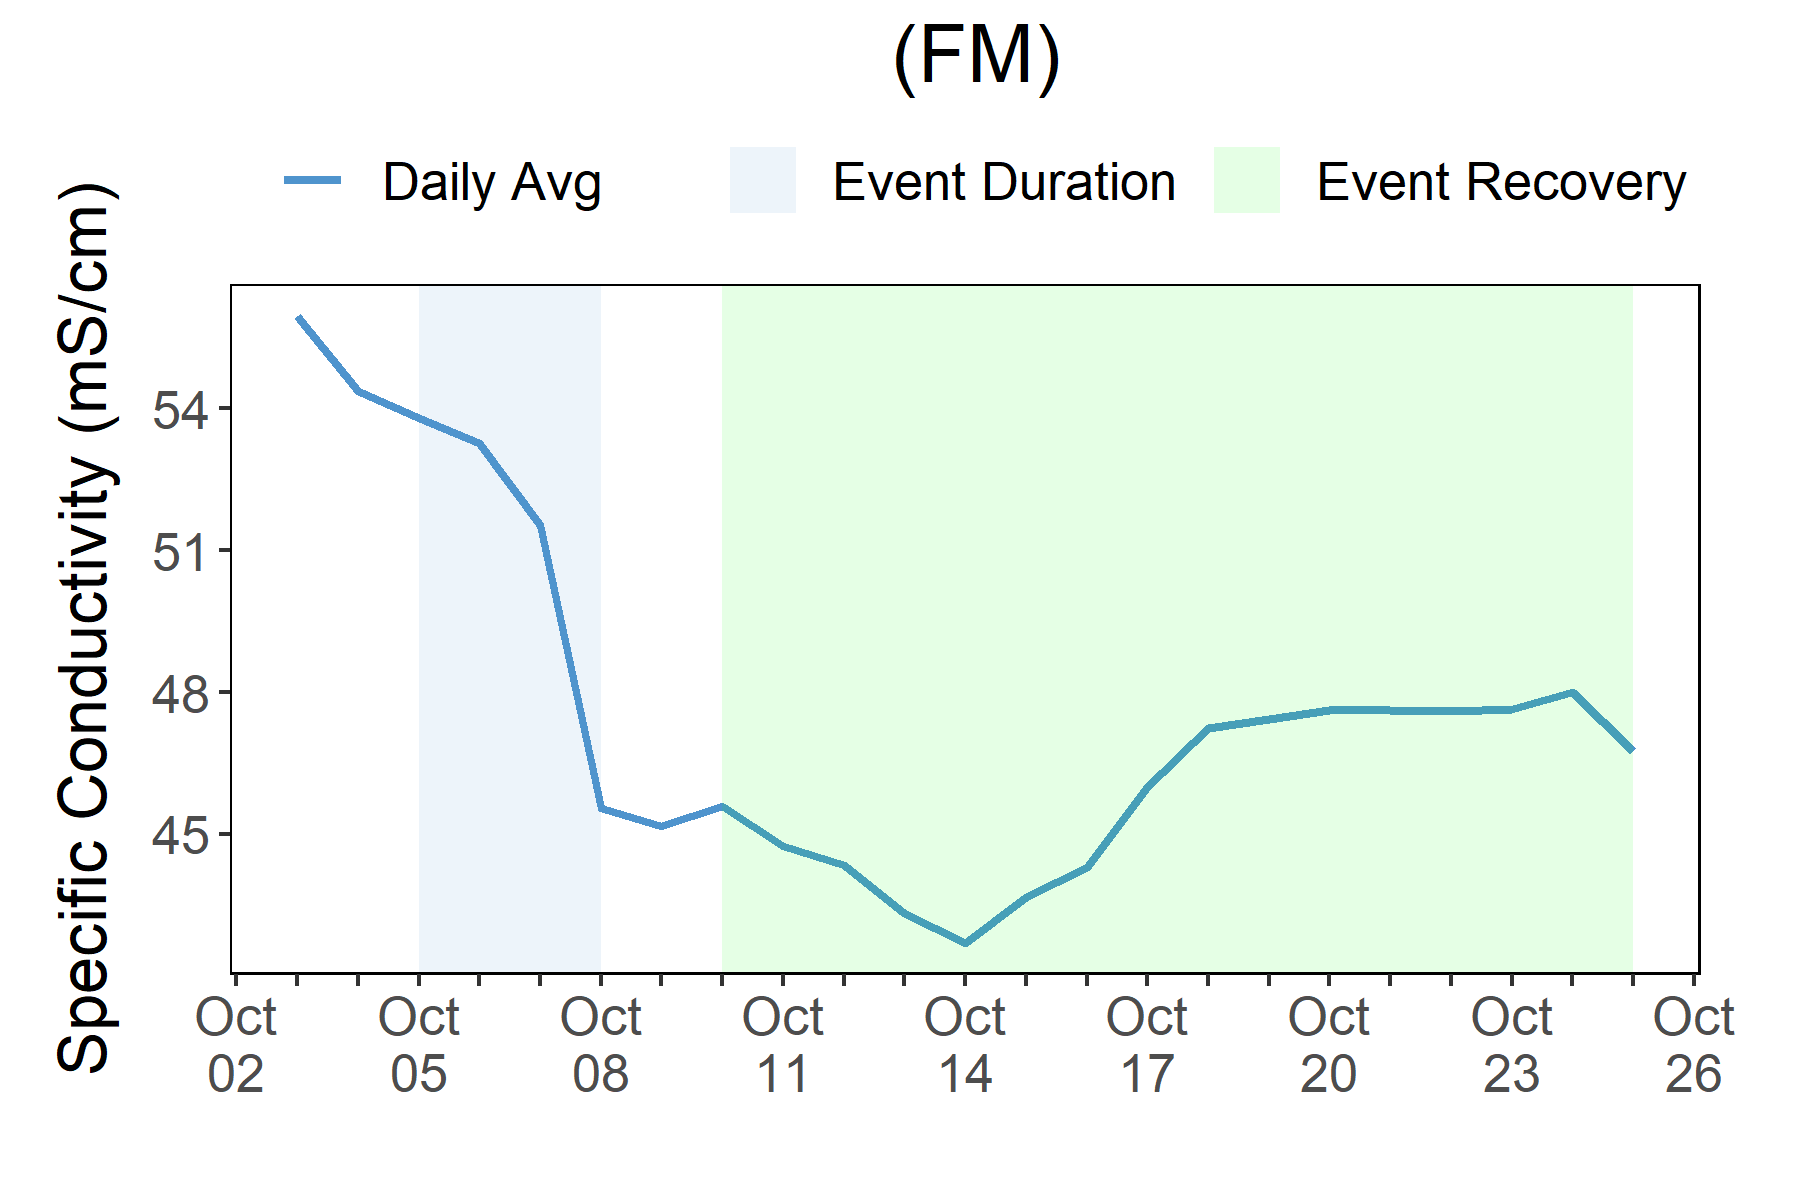 (FM)
Daily Avg
Event Duration
Event Recovery
Specific Conductivity (mS/cm)
54
51
48
45
Oct 02
Oct 05
Oct 08
Oct 11
Oct 14
Oct 17
Oct 20
Oct 23
Oct 26